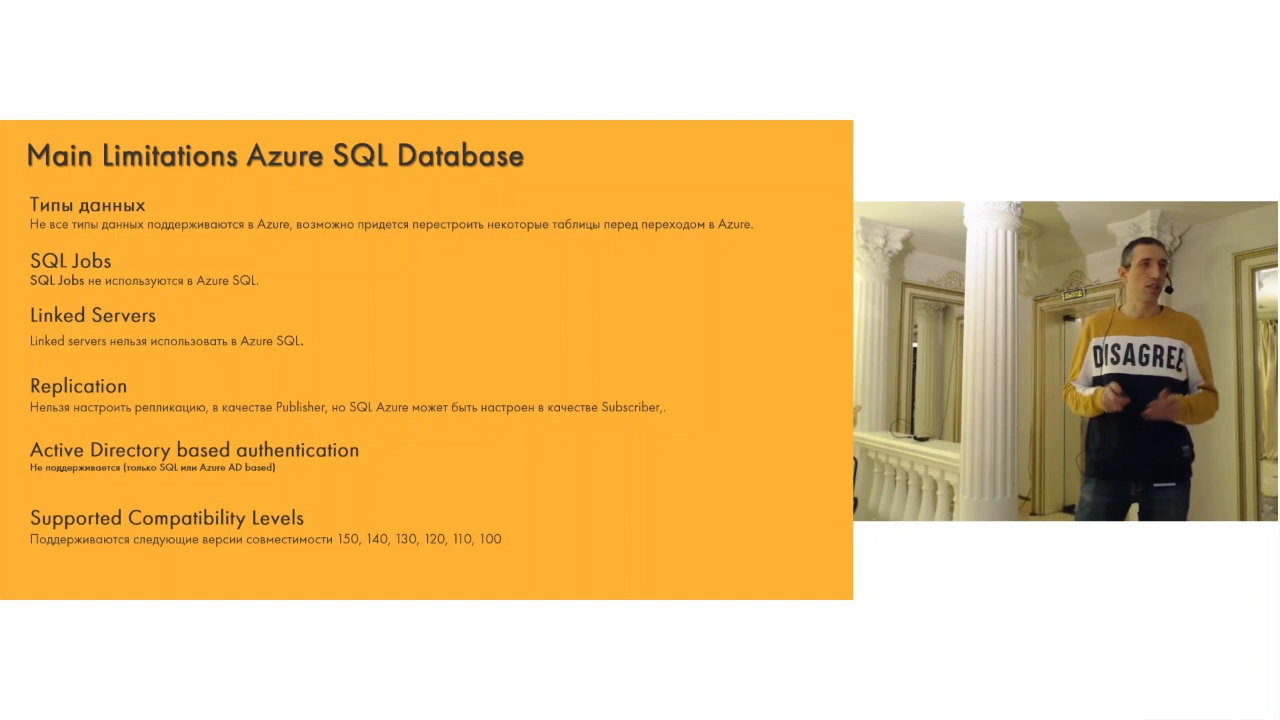 Main Limitations Azure SQL Database
Типы данных
Не все типы данных поддерживаются в Azure, возможно придется перестроить некоторые таблицы перед переходом в Azure.
SQL Jobs
SQL Jobs не используются в Azure SQL.
Linked Servers
Linked servers нельзя использовать в Azure SQL.
Replication
Нельзя настроить репликацию, в качестве Publisher, но SQL Azure может быть настроен в качестве Subscriber,.
Active Directory based authentication
Не поддерживается (только SQL или Azure AD based)
Supported Compatibility Levels
Поддерживаются следующие версии совместимости 150, 140, 130, 120, 110, 100
DISAGREE